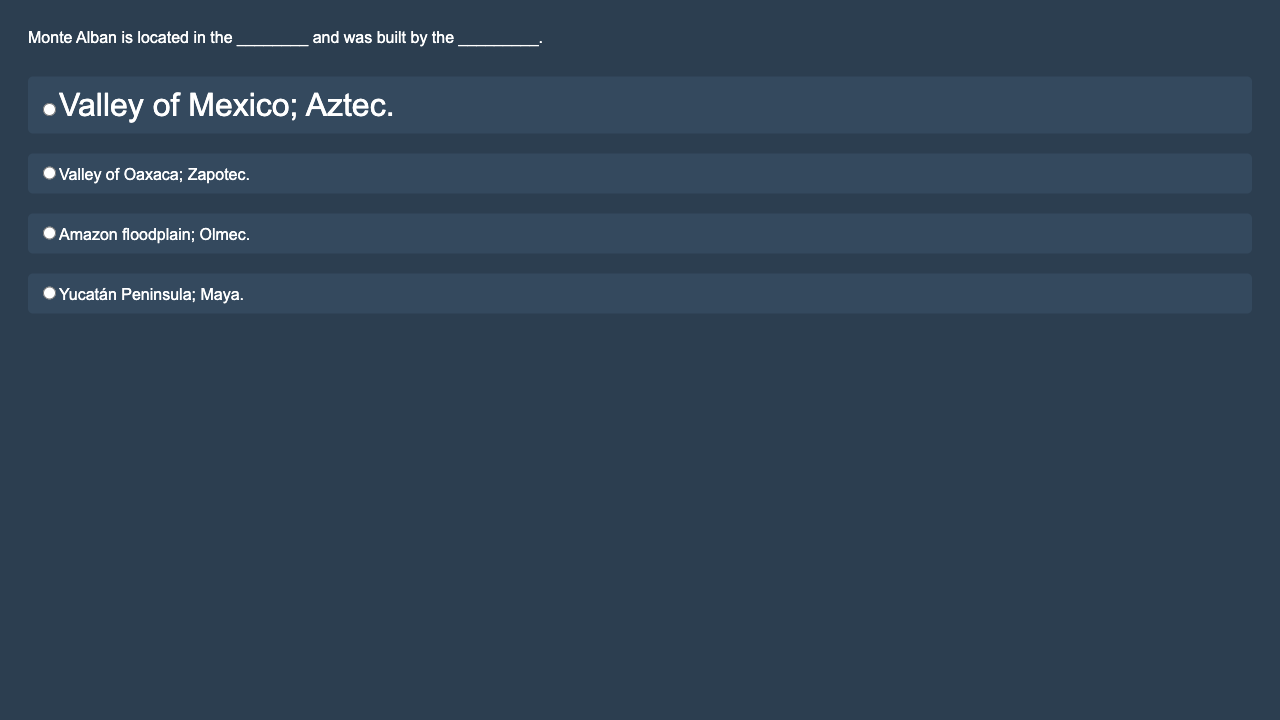 Monte Alban is located in the ________ and was built by the _________.
Valley of Mexico; Aztec.
Valley of Oaxaca; Zapotec.
Amazon floodplain; Olmec.
Yucatán Peninsula; Maya.